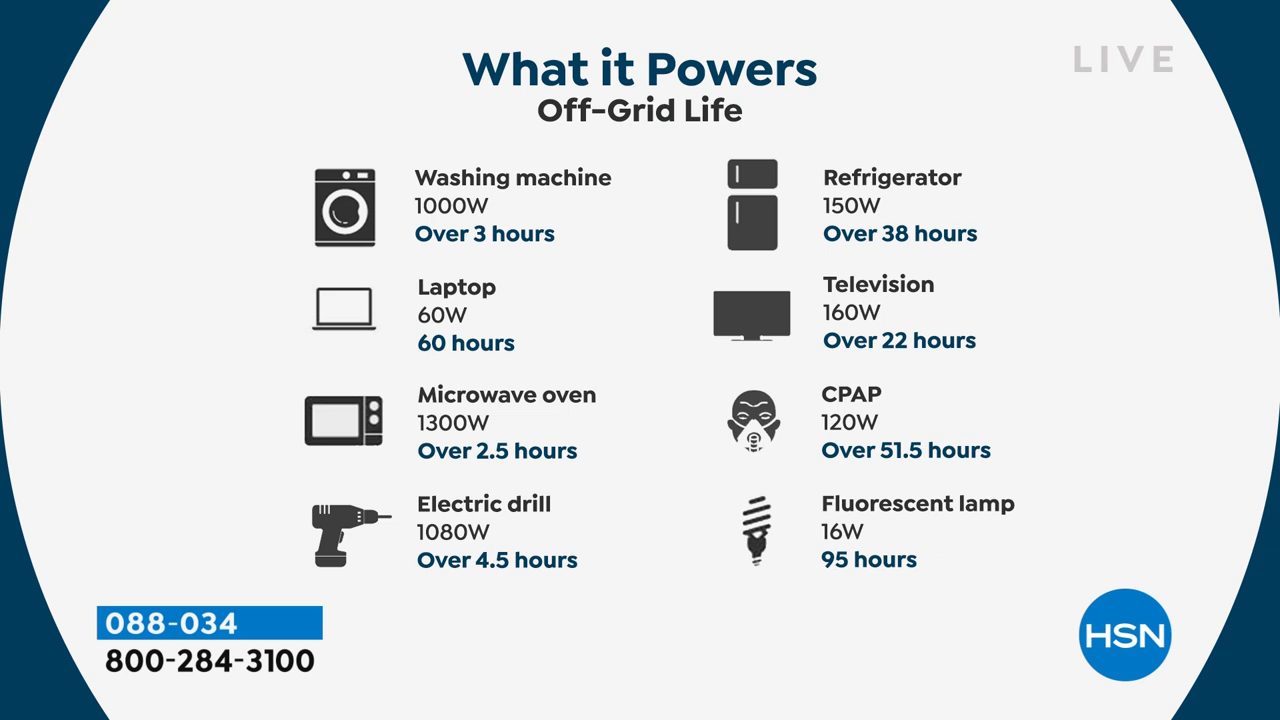 LIVE
What it Powers
Off-Grid Life
Washing machine
1000W
Over 3 hours
Refrigerator
150W
Over 38 hours
Laptop
60W
60 hours
Television
160W
Over 22 hours
Microwave oven
1300W
Over 2.5 hours
CPAP
120W
Over 51.5 hours
Electric drill
1080W
Over 4.5 hours
Fluorescent lamp
16W
95 hours
088-034
800-284-3100
HSN